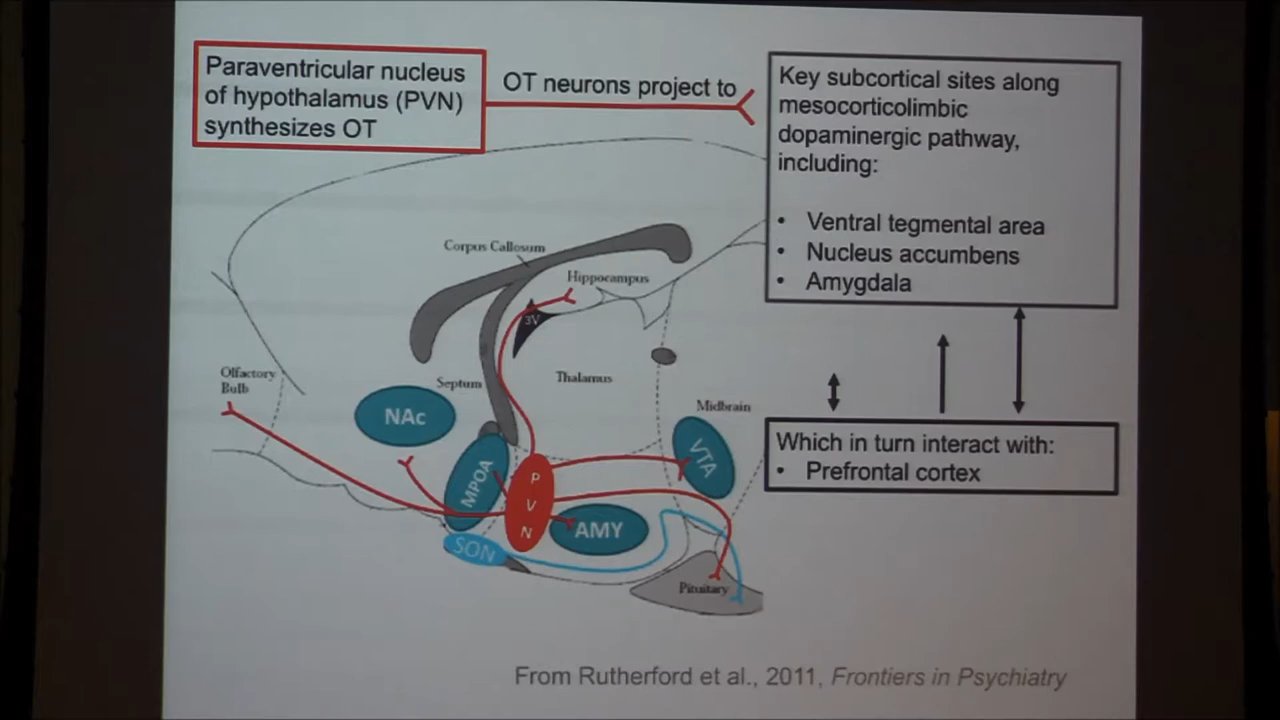 Paraventricular nucleus
of hypothalamus (PVN)
synthesizes OT
OT neurons project to
Key subcortical sites along
mesocorticolimbic
dopaminergic pathway,
including:
• Ventral tegmental area
• Nucleus accumbens
• Amygdala
Which in turn interact with:
• Prefrontal cortex
Corpus Callosum
Hippocampus
3V
Olfactory
Bulb
Septum
Thalamus
Midbrain
NAc
MPOA
P
V
N
VTA
AMY
SON
Pituitary
From Rutherford et al., 2011, Frontiers in Psychiatry